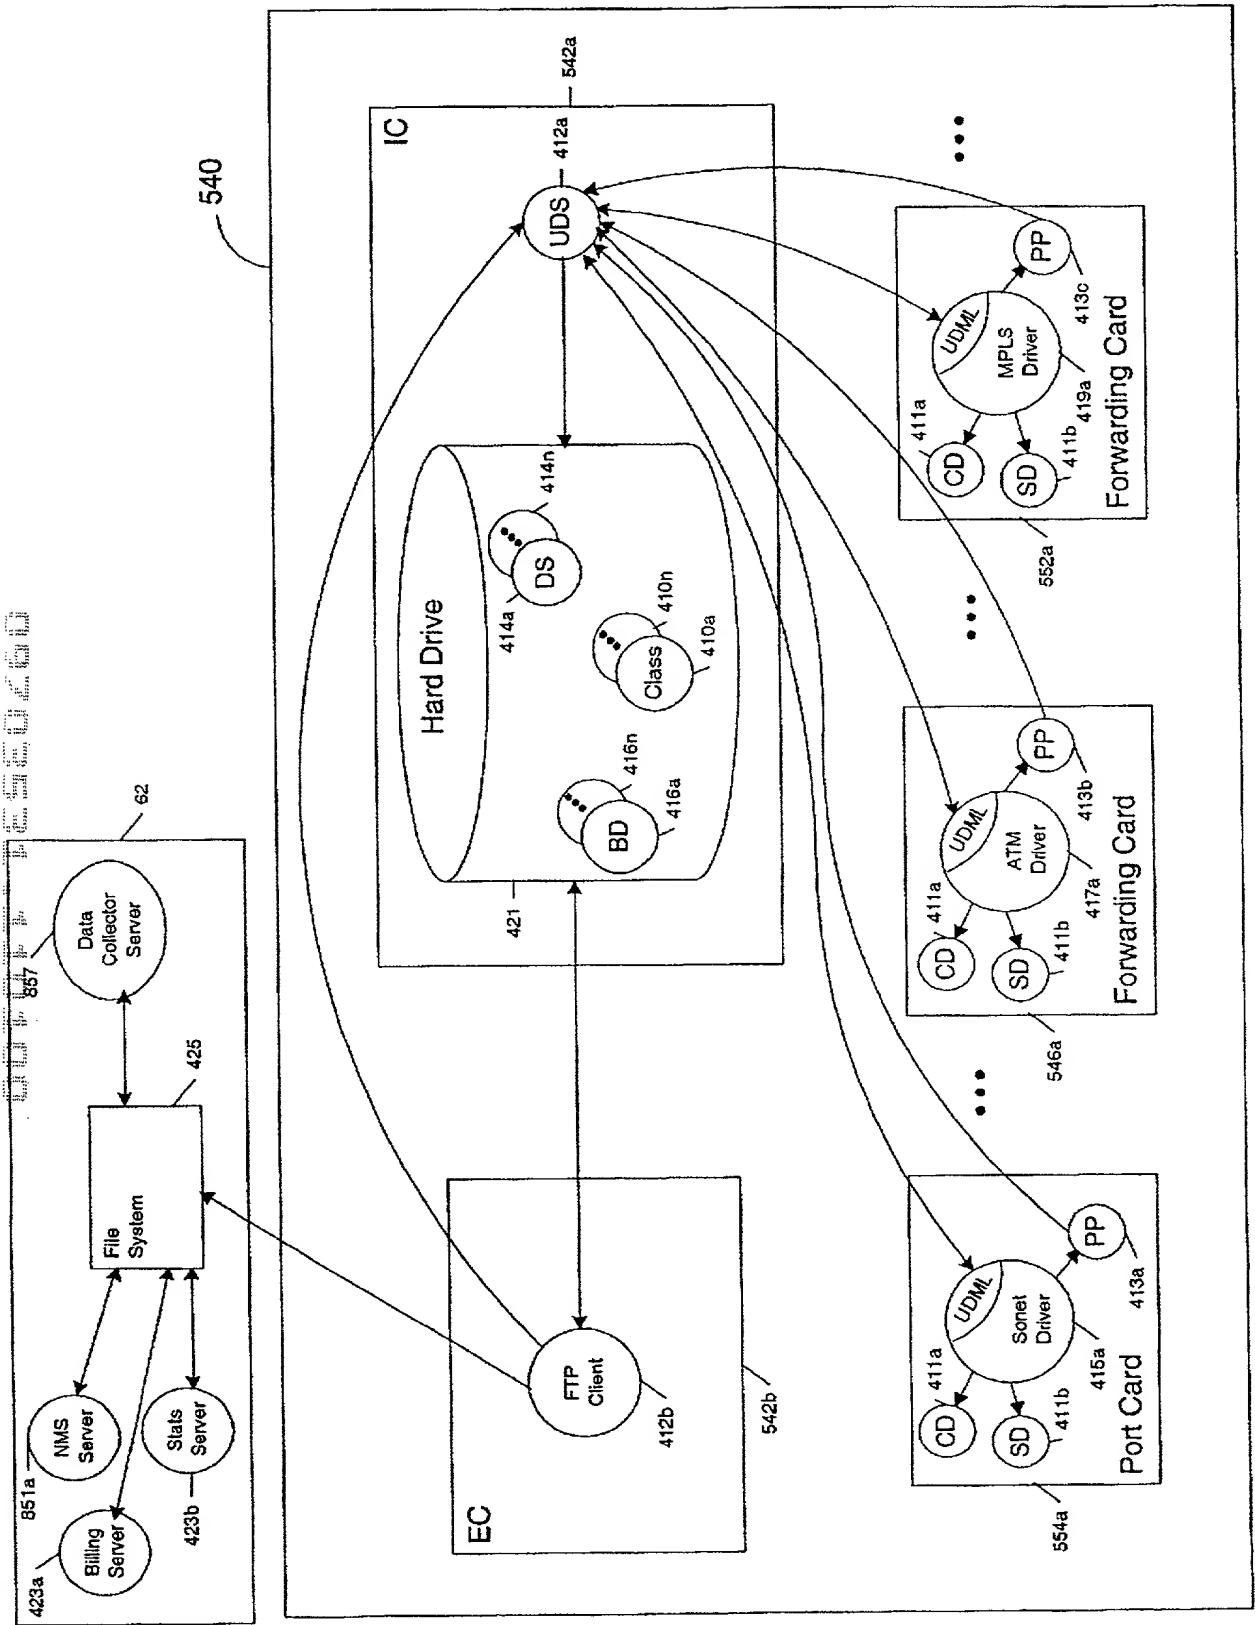 857
Data
Collector
Server
62
425
File
System
851a
NMS
Server
423a
Billing
Server
Stats
Server
423b
540
IC
542a
UDS
412a
Hard Drive
421
414n
DS
414a
410n
Class
410a
416n
BD
416a
EC
FTP
Client
412b
542b
411a
CD
SD
411b
UDML
Sonet
Driver
415a
PP
413a
Port Card
554a
411a
CD
SD
411b
UDML
ATM
Driver
417a
PP
413b
Forwarding Card
546a
411a
CD
SD
411b
UDML
MPLS
Driver
419a
PP
413c
Forwarding Card
552a